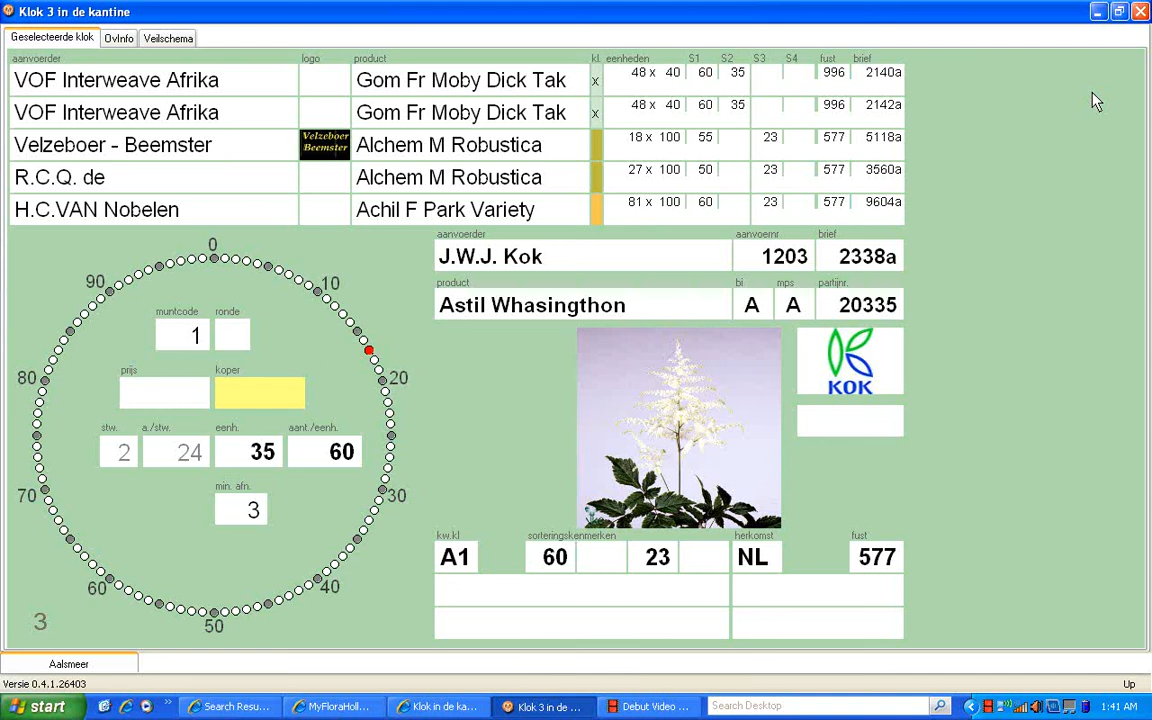 Klok 3 in de kantine
Geselecteerde klok OvInfo Veilschema
aanvoerder logo product kl. eenheden S1 S2 S3 S4 fust brief
VOF Interweave Afrika Gom Fr Moby Dick Tak x 48 x 40 60 35 996 2140a
VOF Interweave Afrika Gom Fr Moby Dick Tak x 48 x 40 60 35 996 2142a
Velzeboer - Beemster Velzeboer Beemster Alchem M Robustica 18 x 100 55 23 577 5118a
R.C.Q. de Alchem M Robustica 27 x 100 50 23 577 3560a
H.C.VAN Nobelen Achil F Park Variety 81 x 100 60 23 577 9604a
aanvoerder aanvoernr brief
J.W.J. Kok 1203 2338a
product bi mps partijnr.
Astil Whasingthon A A 20335
KOK
kw.kl sorteringskenmerken herkomst fust
A1 60 23 NL 577
0
10
20
30
40
50
60
70
80
90
muntcode ronde
1
prijs koper
stw. a./stw. eenh. aant./eenh.
2 24 35 60
min. afn.
3
3
Aalsmeer
Versie 0.4.1.26403 Up
start Search Resu... MyFloraHoll... Klok in de ka... Klok 3 in de ... Debut Video ... Search Desktop 1:41 AM